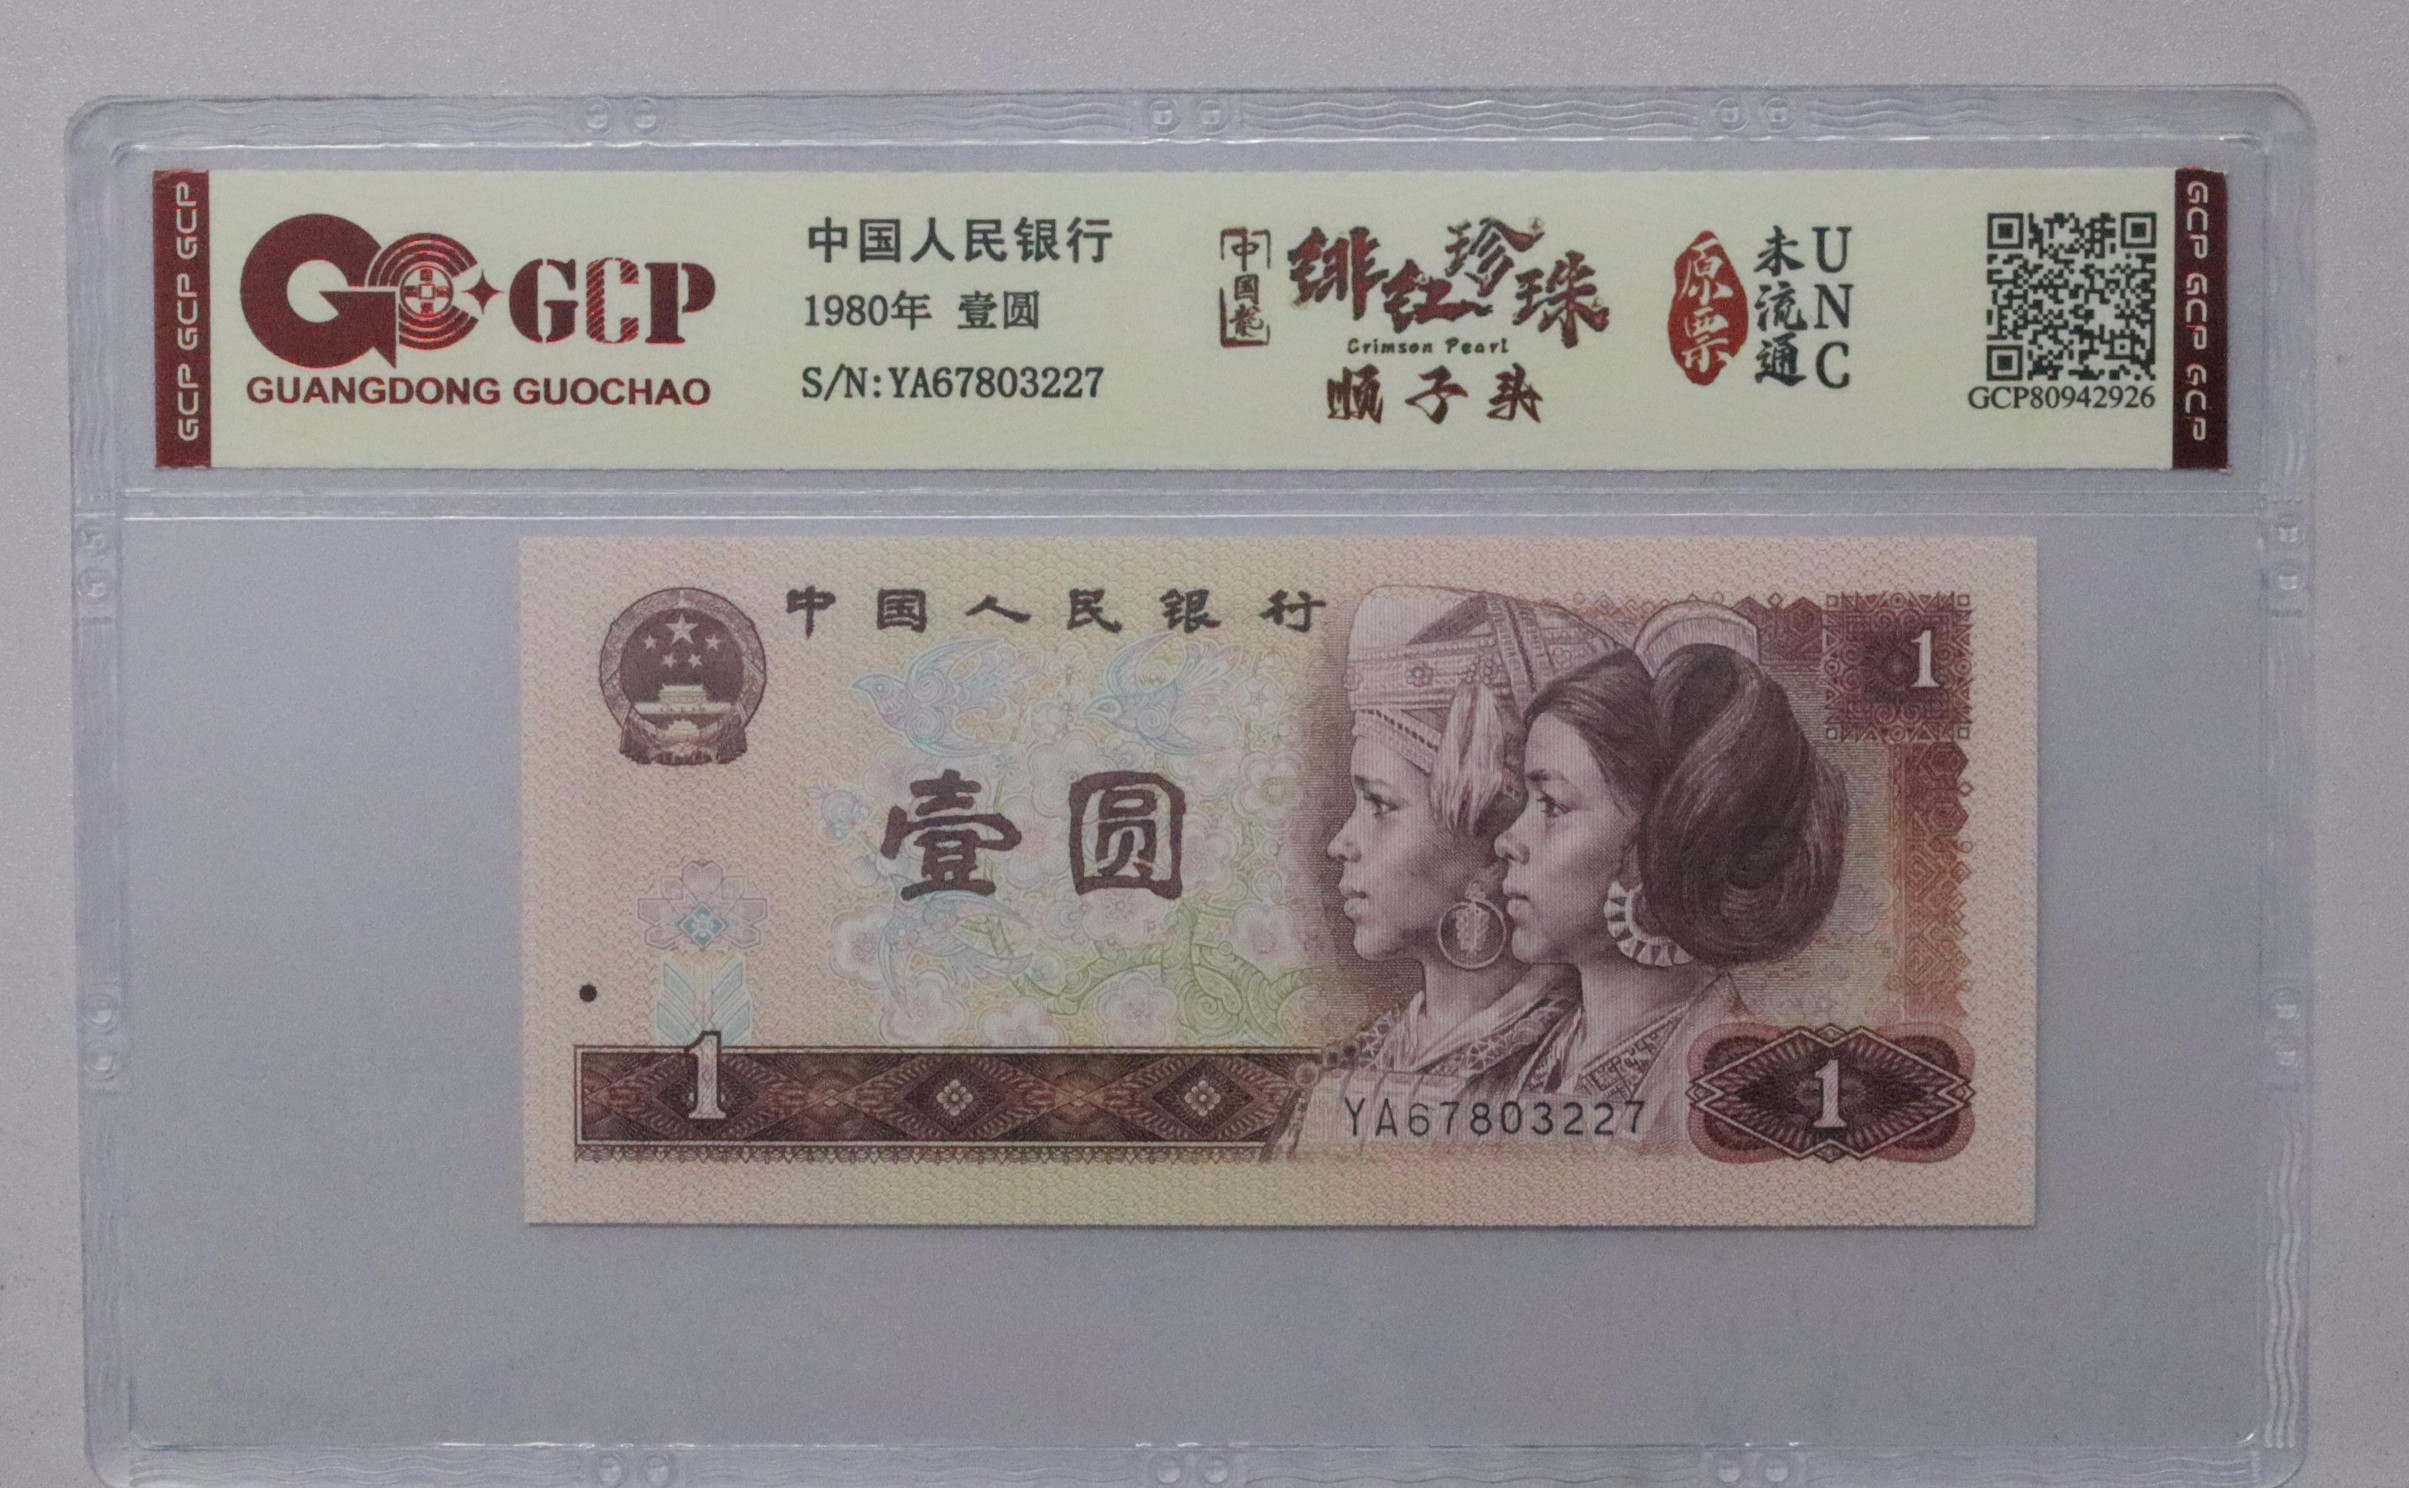 GCP GCP GCP
GCP
GUANGDONG GUOCHAO
中国人民银行
1980年 壹圆
S/N:YA67803227
中国龙
绯红珍珠
Crimson Pearl
顺子头
原票
未流通
UNC
GCP80942926
GCP GCP GCP
中国人民银行
1
壹圆
1
1
YA67803227